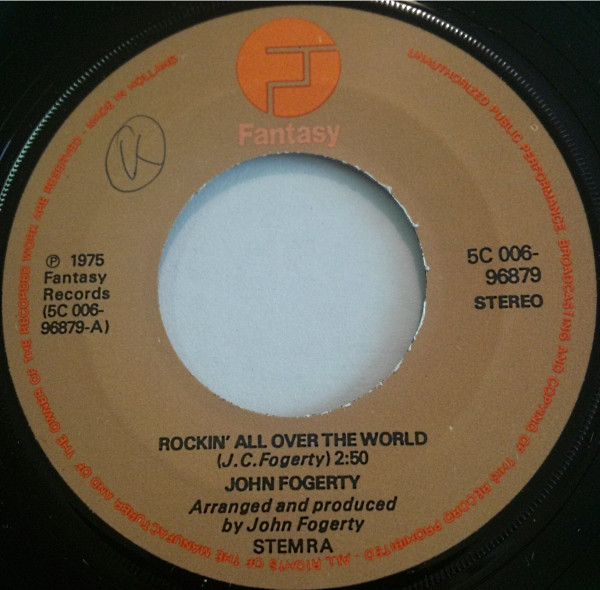 Fantasy
K
℗ 1975
Fantasy
Records
(5C 006-
96879-A)
5C 006-
96879
STEREO
ROCKIN' ALL OVER THE WORLD
(J.C. Fogerty) 2:50
JOHN FOGERTY
Arranged and produced
by John Fogerty
STEMRA
UNAUTHORIZED PUBLIC PERFORMANCE, BROADCASTING AND COPYING OF THIS RECORD PROHIBITED - ALL RIGHTS OF THE MANUFACTURER AND OF THE OWNER OF THE RECORDED WORK ARE RESERVED - MADE IN HOLLAND